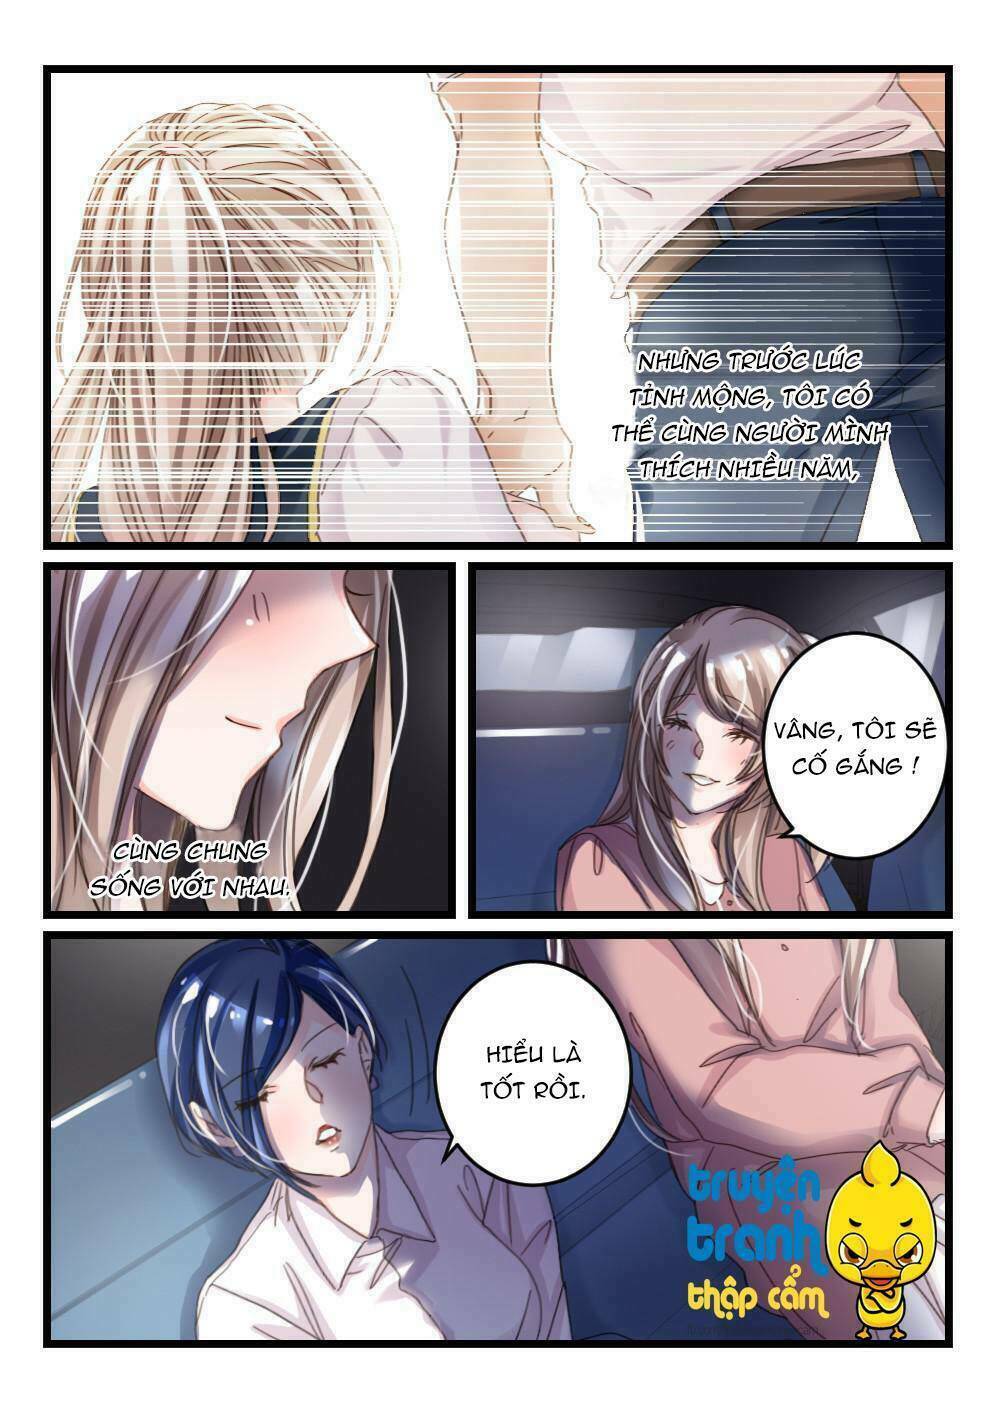 NHƯNG TRƯỚC LÚC
TỈNH MỘNG, TÔI CÓ
THỂ CÙNG NGƯỜI MÌNH
THÍCH NHIỀU NĂM,
CÙNG CHUNG
SỐNG VỚI NHAU.
VÂNG, TÔI SẼ
CỐ GẮNG !
HIỂU LÀ
TỐT RỒI.
truyện
tranh
thập cẩm